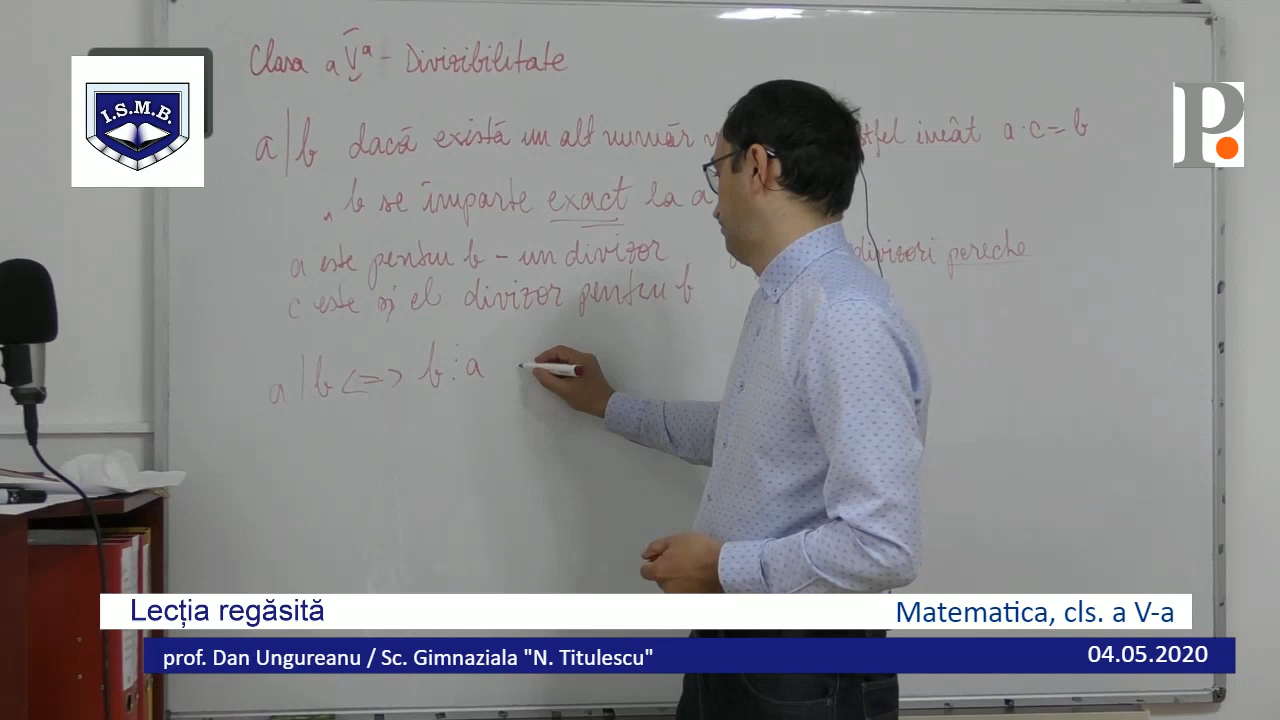 Clasa a V a - Divizibilitate
a | b dacă există un alt număr încât a · c = b
b se împarte exact la a
a este pentru b - un divizor divizori pereche
c este și el divizor pentru b
a | b <=> b ⋮ a
I.S.M.B.
P
Lecția regăsită
Matematica, cls. a V-a
prof. Dan Ungureanu / Sc. Gimnaziala "N. Titulescu"
04.05.2020